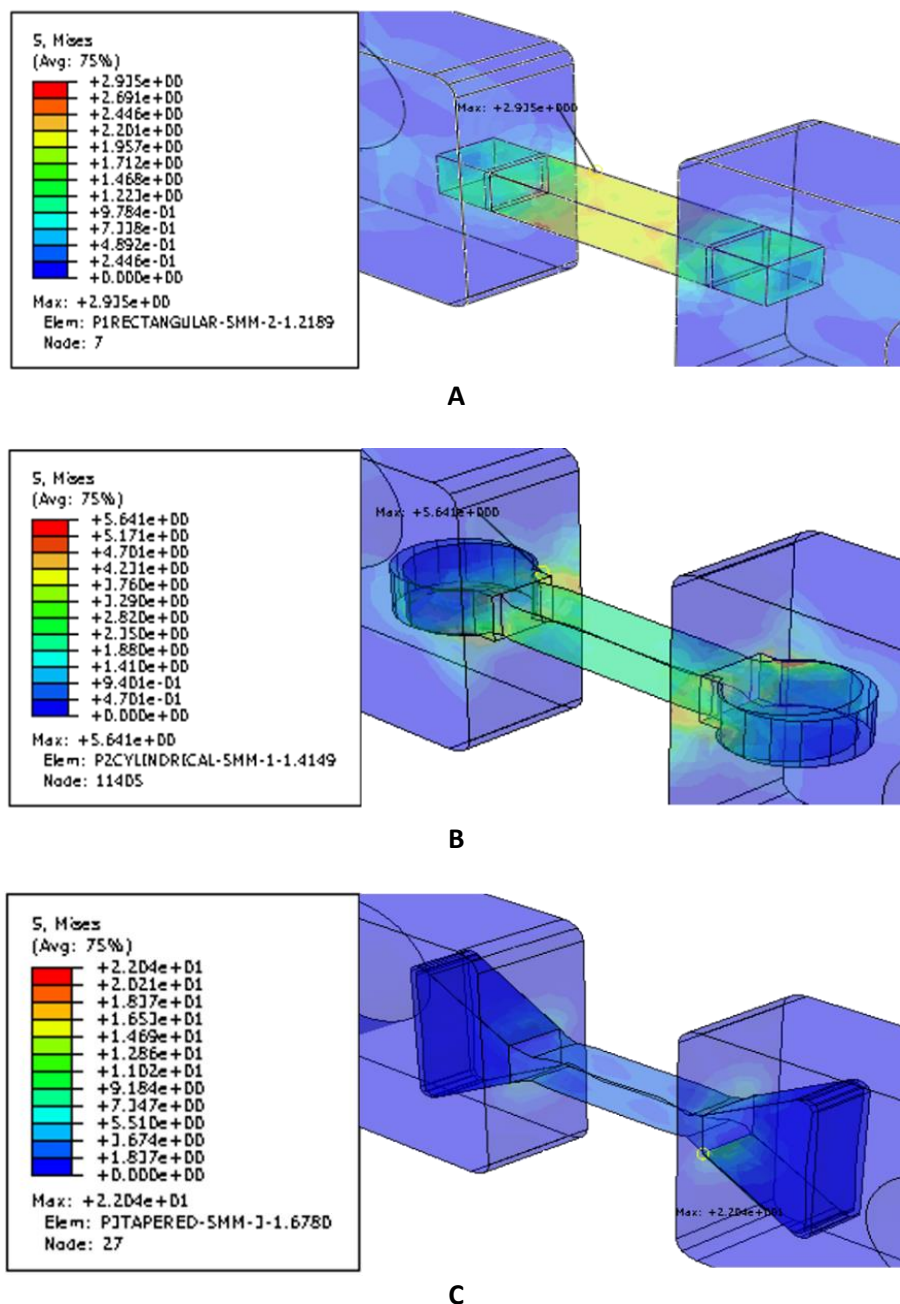 S, Mises
(Avg: 75%)
+2.935e+00
+2.691e+00
+2.446e+00
+2.201e+00
+1.957e+00
+1.712e+00
+1.468e+00
+1.223e+00
+9.784e-01
+7.338e-01
+4.892e-01
+2.446e-01
+0.000e+00
Max: +2.935e+00
Elem: P1RECTANGULAR-5MM-2-1.2189
Node: 7
Max: +2.935e+00
A
S, Mises
(Avg: 75%)
+5.641e+00
+5.171e+00
+4.701e+00
+4.231e+00
+3.760e+00
+3.290e+00
+2.820e+00
+2.350e+00
+1.880e+00
+1.410e+00
+9.401e-01
+4.701e-01
+0.000e+00
Max: +5.641e+00
Elem: P2CYLINDRICAL-5MM-1-1.4149
Node: 11405
Max: +5.641e+00
B
S, Mises
(Avg: 75%)
+2.204e+01
+2.021e+01
+1.837e+01
+1.653e+01
+1.469e+01
+1.286e+01
+1.102e+01
+9.184e+00
+7.347e+00
+5.510e+00
+3.674e+00
+1.837e+00
+0.000e+00
Max: +2.204e+01
Elem: P3TAPERED-5MM-3-1.6780
Node: 27
Max: +2.204e+01
C